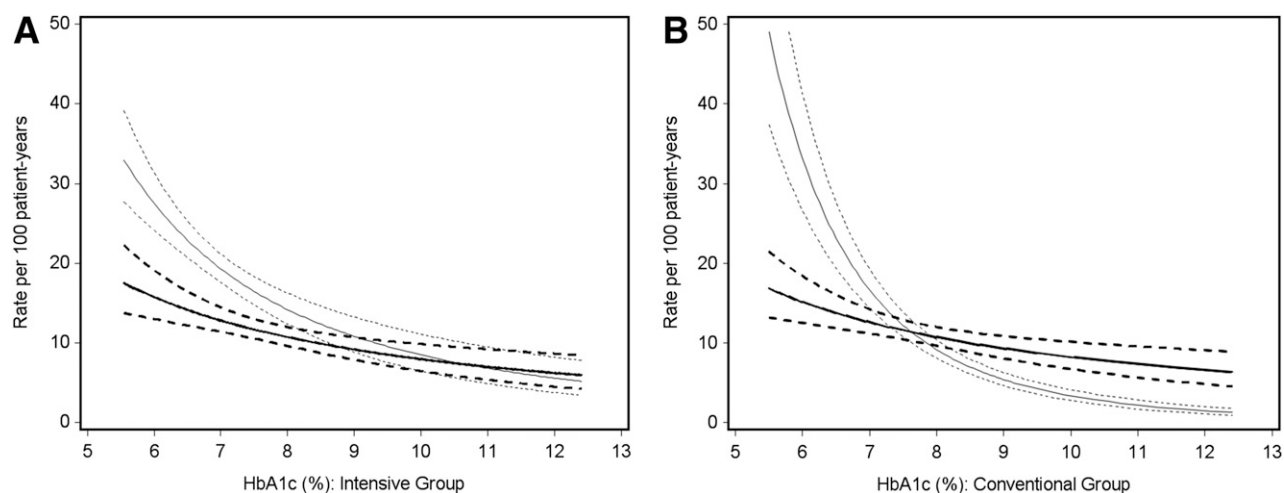 A
50
40
30
20
10
0
Rate per 100 patient-years
5 6 7 8 9 10 11 12 13
HbA1c (%): Intensive Group
B
50
40
30
20
10
0
Rate per 100 patient-years
5 6 7 8 9 10 11 12 13
HbA1c (%): Conventional Group